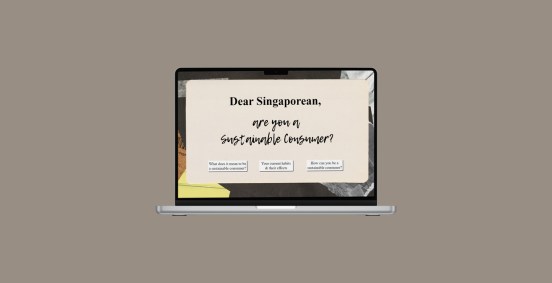 Dear Singaporean,
are you a
Sustainable Consumer?
What does it mean to be
a sustainable consumer?
Your current habits
& their effects
How can you be a
sustainable consumer?